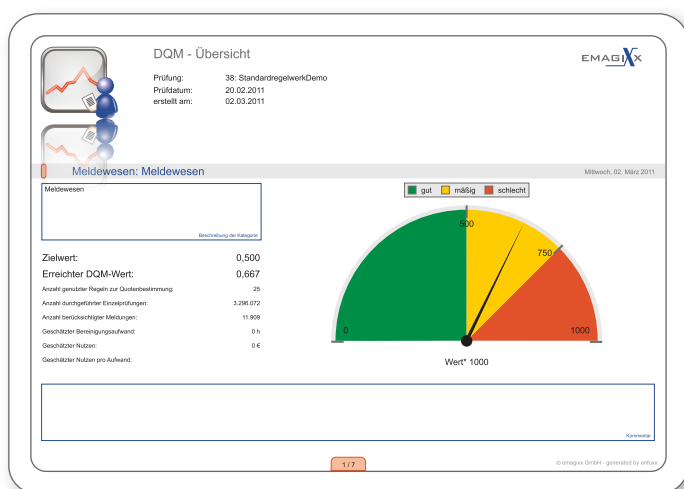 DQM - Übersicht
EMAGIXX
Prüfung: 38: StandardregelwerkDemo
Prüfdatum: 20.02.2011
erstellt am: 02.03.2011
Meldewesen: Meldewesen
Mittwoch, 02. März 2011
Meldewesen
Beschreibung der Kategorie
gut mäßig schlecht
Zielwert: 0,500
Erreichter DQM-Wert: 0,667
Anzahl genutzter Regeln zur Quotenbestimmung: 25
Anzahl durchgeführter Einzelprüfungen: 3.296.072
Anzahl berücksichtigter Meldungen: 11.909
Geschätzter Bereinigungsaufwand: 0 h
Geschätzter Nutzen: 0 €
Geschätzter Nutzen pro Aufwand:
0
500
750
1000
Wert* 1000
Kommentar
1 / 7
© emagixx GmbH - generated by enfoxx